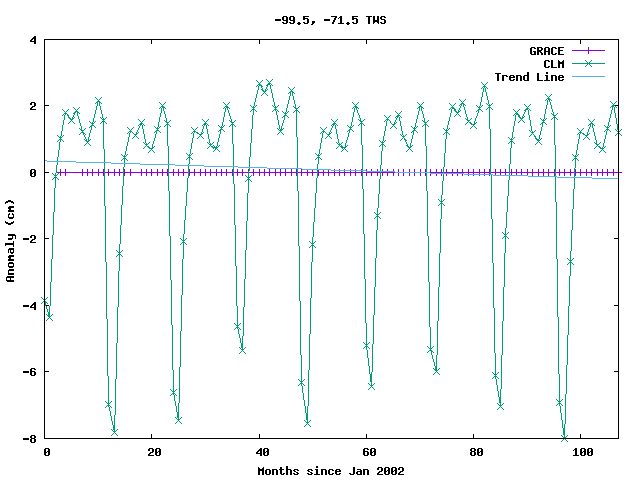 -99.5, -71.5 TWS
GRACE
CLM
Trend Line
4
2
0
-2
-4
-6
-8
Anomaly (cm)
0 20 40 60 80 100
Months since Jan 2002